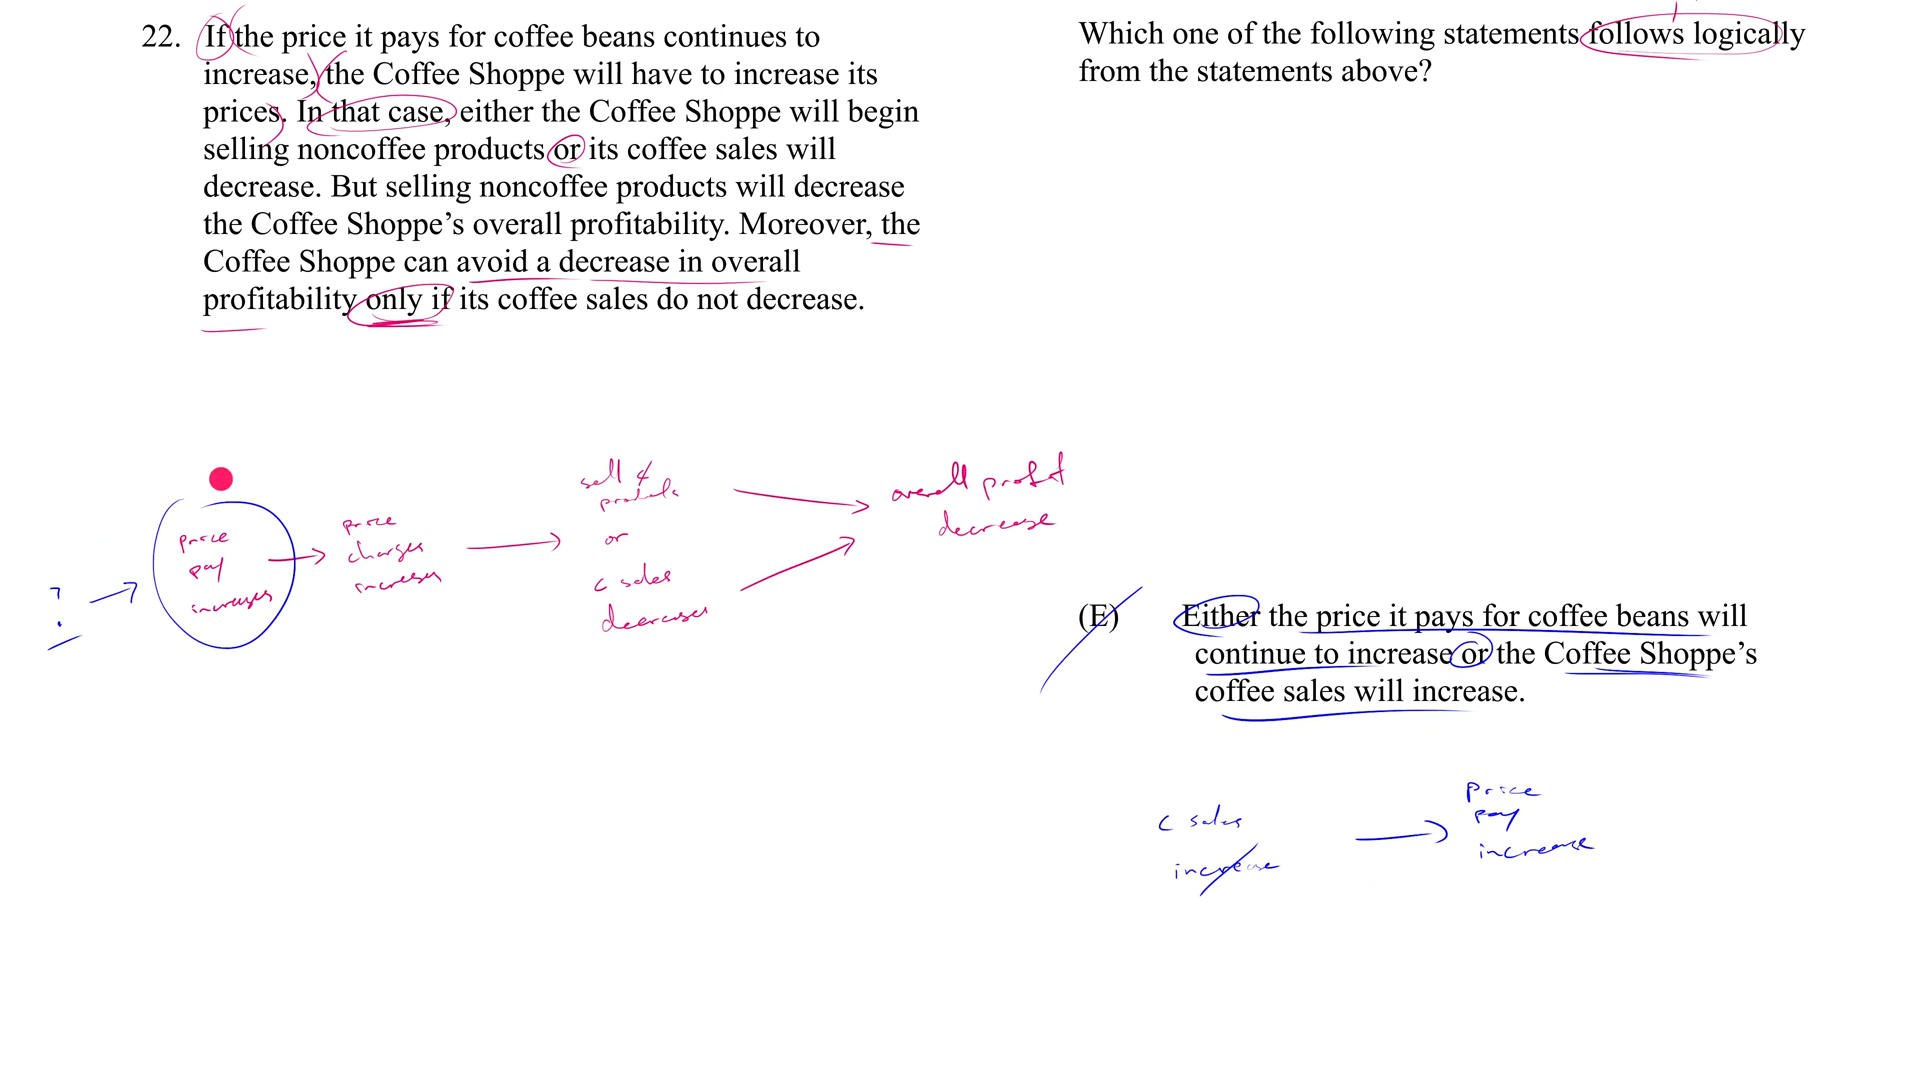 22. If the price it pays for coffee beans continues to
increase, the Coffee Shoppe will have to increase its
prices. In that case, either the Coffee Shoppe will begin
selling noncoffee products or its coffee sales will
decrease. But selling noncoffee products will decrease
the Coffee Shoppe’s overall profitability. Moreover, the
Coffee Shoppe can avoid a decrease in overall
profitability only if its coffee sales do not decrease.
Which one of the following statements follows logically
from the statements above?
price
pay
increases
?
price
charges
increases
sell
products
or
c sales
decreases
overall profit
decrease
(E) Either the price it pays for coffee beans will
continue to increase or the Coffee Shoppe’s
coffee sales will increase.
c sales
increase
price
pay
increase